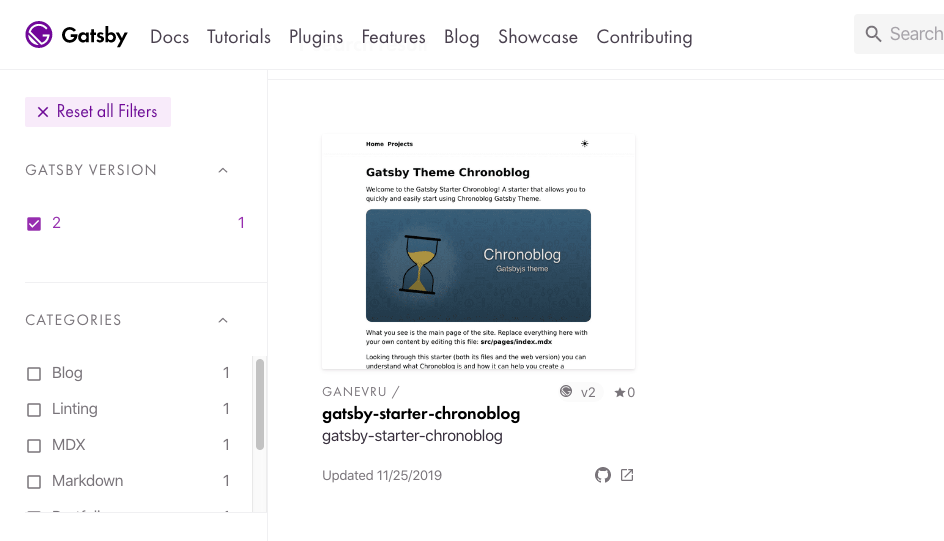 Gatsby Docs Tutorials Plugins Features Blog Showcase Contributing Search
Reset all Filters
GATSBY VERSION
2 1
CATEGORIES
Blog 1
Linting 1
MDX 1
Markdown 1
Home Projects
Gatsby Theme Chronoblog
Welcome to the Gatsby Starter Chronoblog! A starter that allows you to
quickly and easily start using Chronoblog Gatsby Theme.
Chronoblog
Gatsbyjs theme
What you see is the main page of the site. Replace everything here with
your own content by editing this file: src/pages/index.mdx
Looking through this starter (both its files and the web version) you can
understand what Chronoblog is and how it can help you create a
GANEVRU / v2 ★0
gatsby-starter-chronoblog
gatsby-starter-chronoblog
Updated 11/25/2019